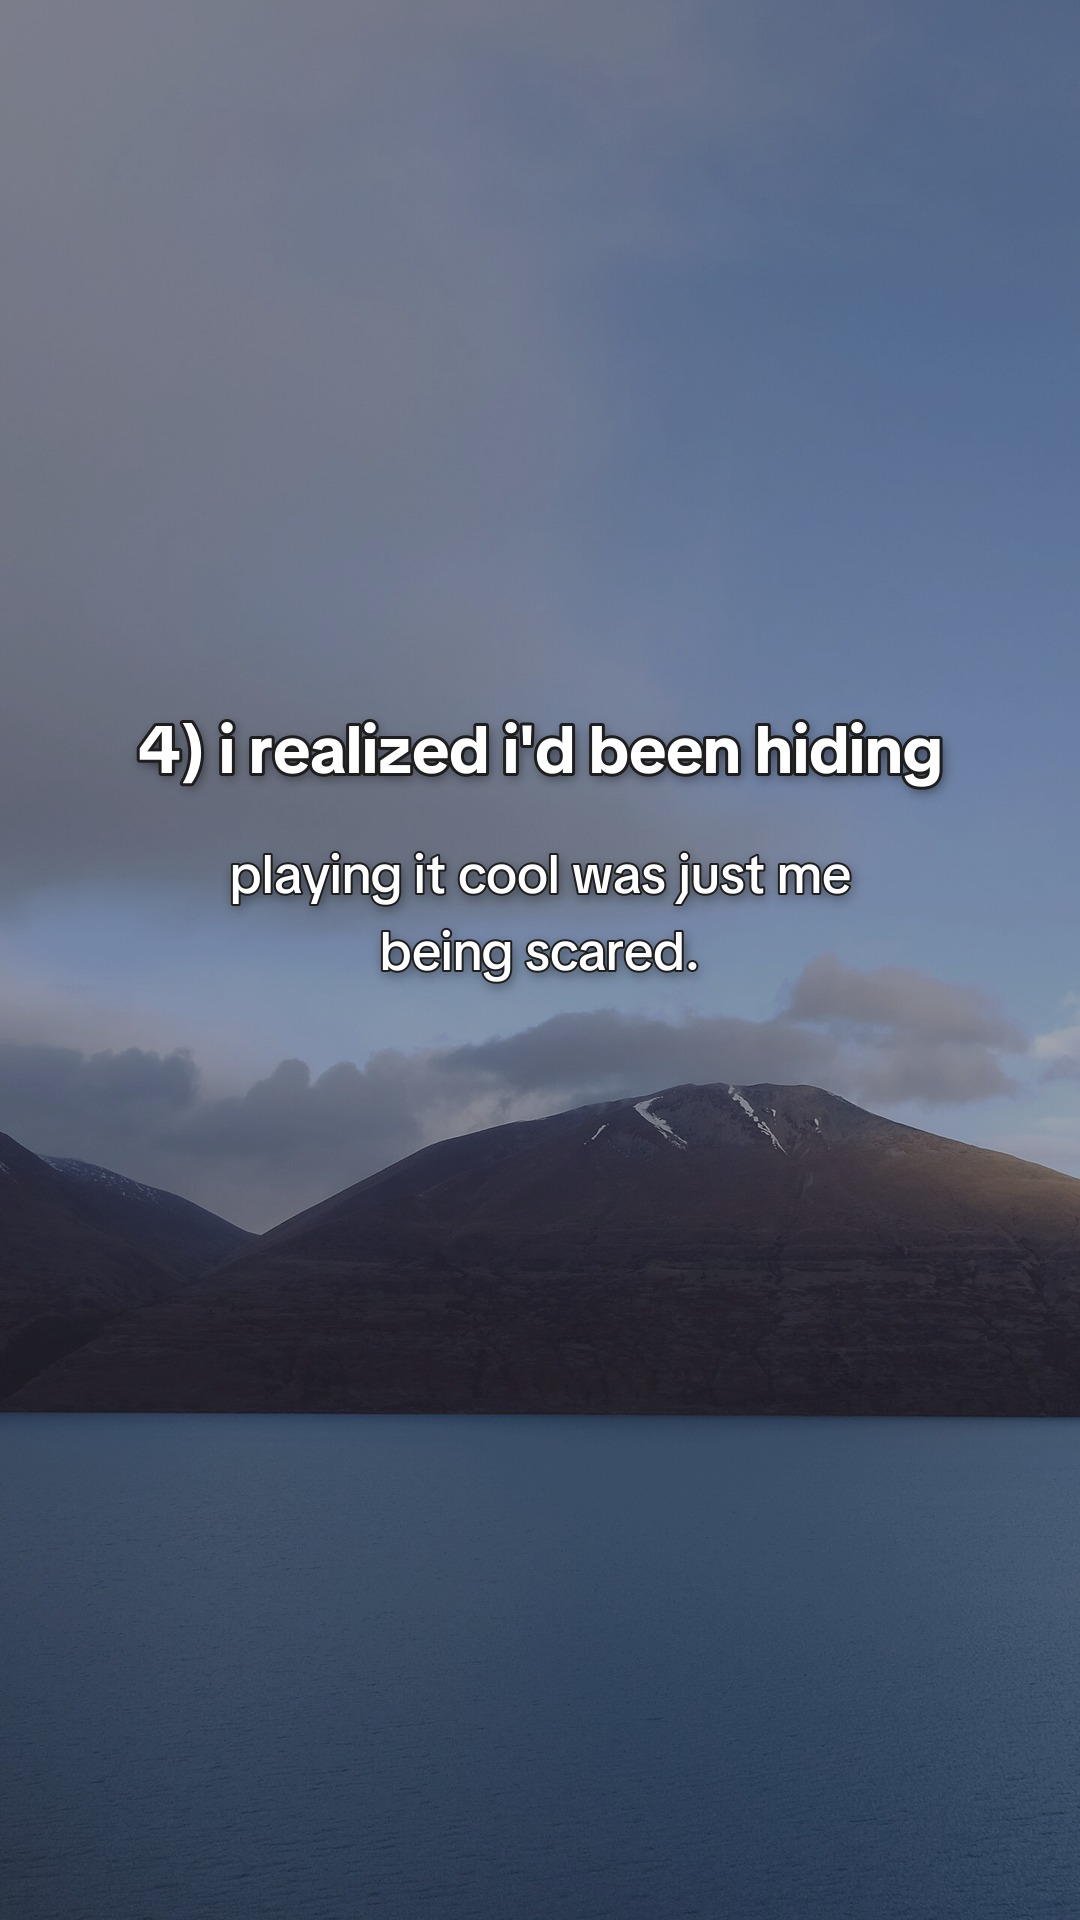 4) i realized i'd been hiding
playing it cool was just me
being scared.